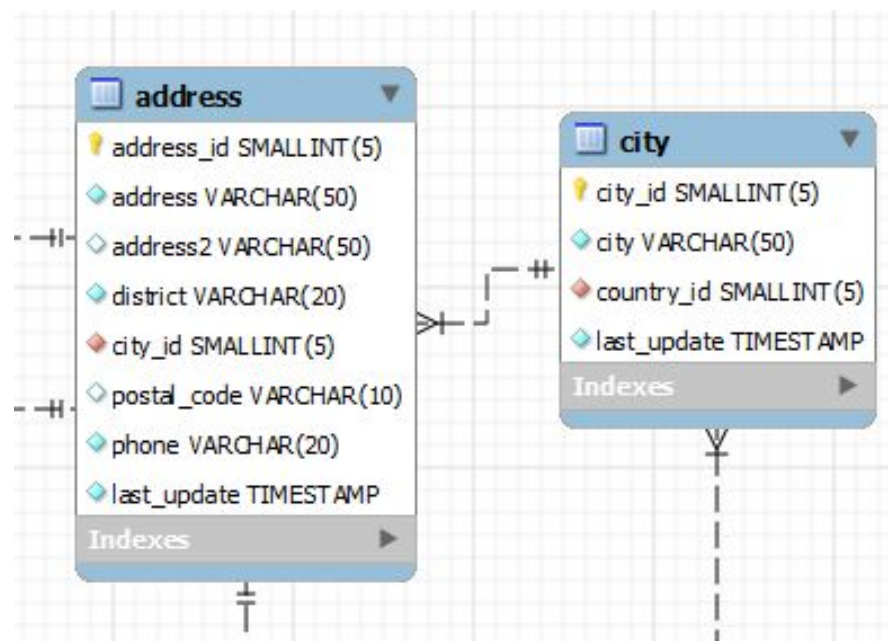 address
address_id SMALLINT(5)
address VARCHAR(50)
address2 VARCHAR(50)
district VARCHAR(20)
city_id SMALLINT(5)
postal_code VARCHAR(10)
phone VARCHAR(20)
last_update TIMESTAMP
Indexes
city
city_id SMALLINT(5)
city VARCHAR(50)
country_id SMALLINT(5)
last_update TIMESTAMP
Indexes